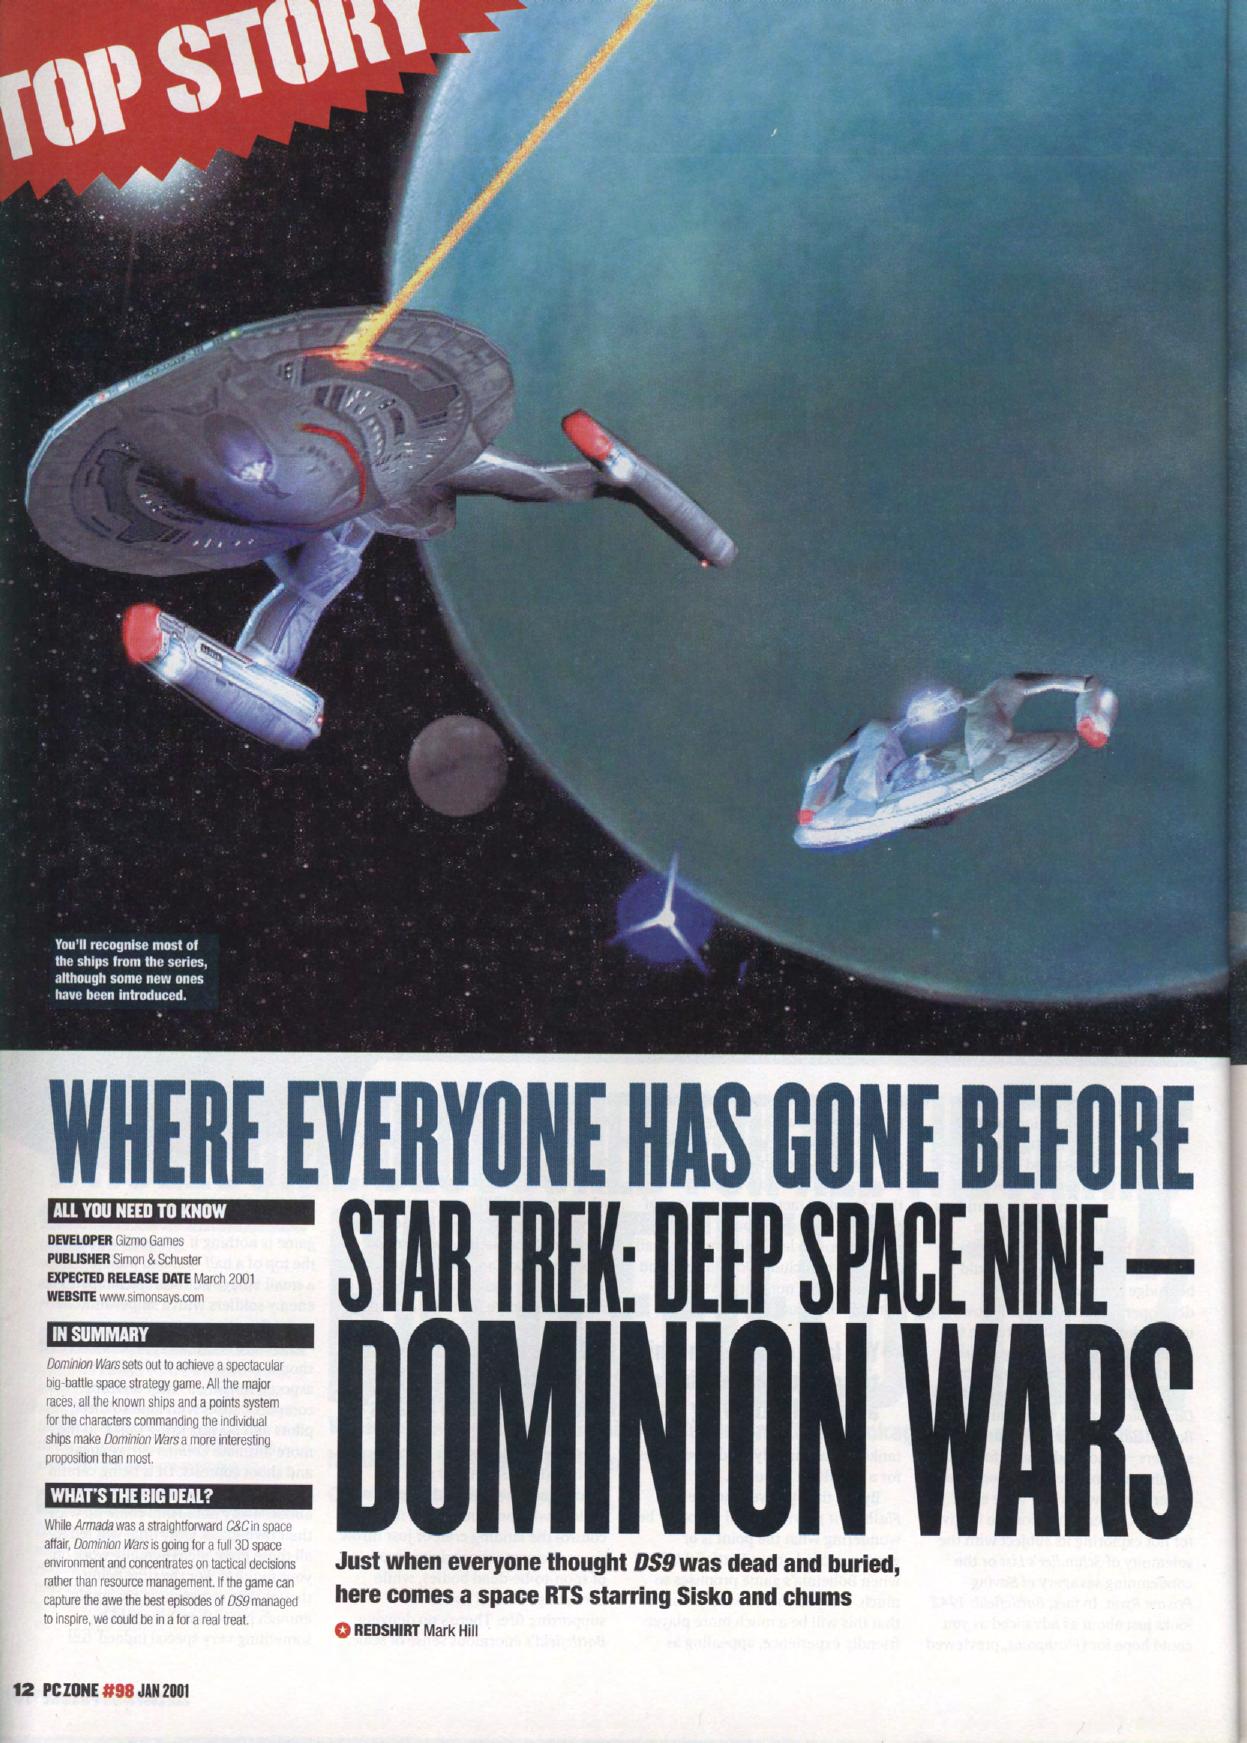 TOP STORY
You'll recognise most of
the ships from the series,
although some new ones
have been introduced.
WHERE EVERYONE HAS GONE BEFORE
ALL YOU NEED TO KNOW
DEVELOPER Gizmo Games
PUBLISHER Simon & Schuster
EXPECTED RELEASE DATE March 2001
WEBSITE www.simonsays.com
IN SUMMARY
Dominion Wars sets out to achieve a spectacular
big-battle space strategy game. All the major
races, all the known ships and a points system
for the characters commanding the individual
ships make Dominion Wars a more interesting
proposition than most.
WHAT'S THE BIG DEAL?
While Armada was a straightforward C&C in space
affair, Dominion Wars is going for a full 3D space
environment and concentrates on tactical decisions
rather than resource management. If the game can
capture the awe the best episodes of DS9 managed
to inspire, we could be in a for a real treat.
STAR TREK: DEEP SPACE NINE —
DOMINION WARS
Just when everyone thought DS9 was dead and buried,
here comes a space RTS starring Sisko and chums
REDSHIRT Mark Hill
12 PCZONE #98 JAN 2001